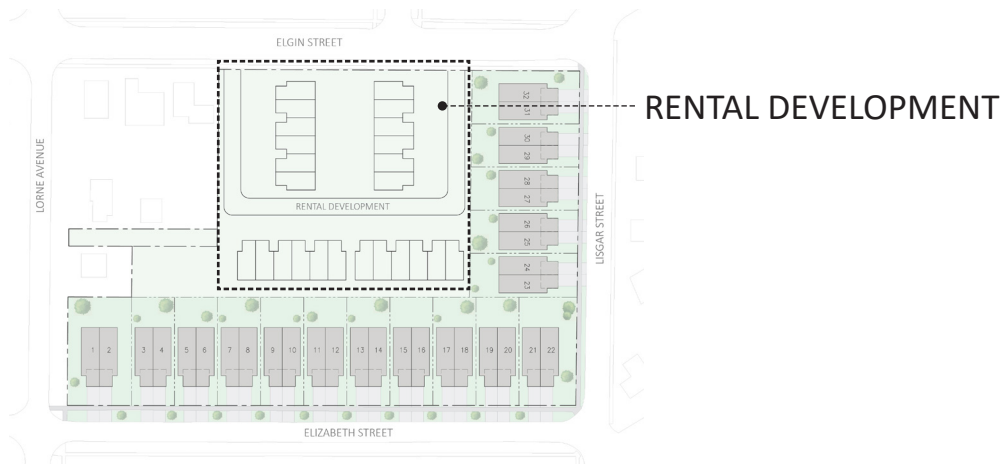 ELGIN STREET
RENTAL DEVELOPMENT
LORNE AVENUE
LISGAR STREET
32
31
30
29
28
27
26
25
24
23
RENTAL DEVELOPMENT
1 2 3 4 5 6 7 8 9 10 11 12 13 14 15 16 17 18 19 20 21 22
ELIZABETH STREET